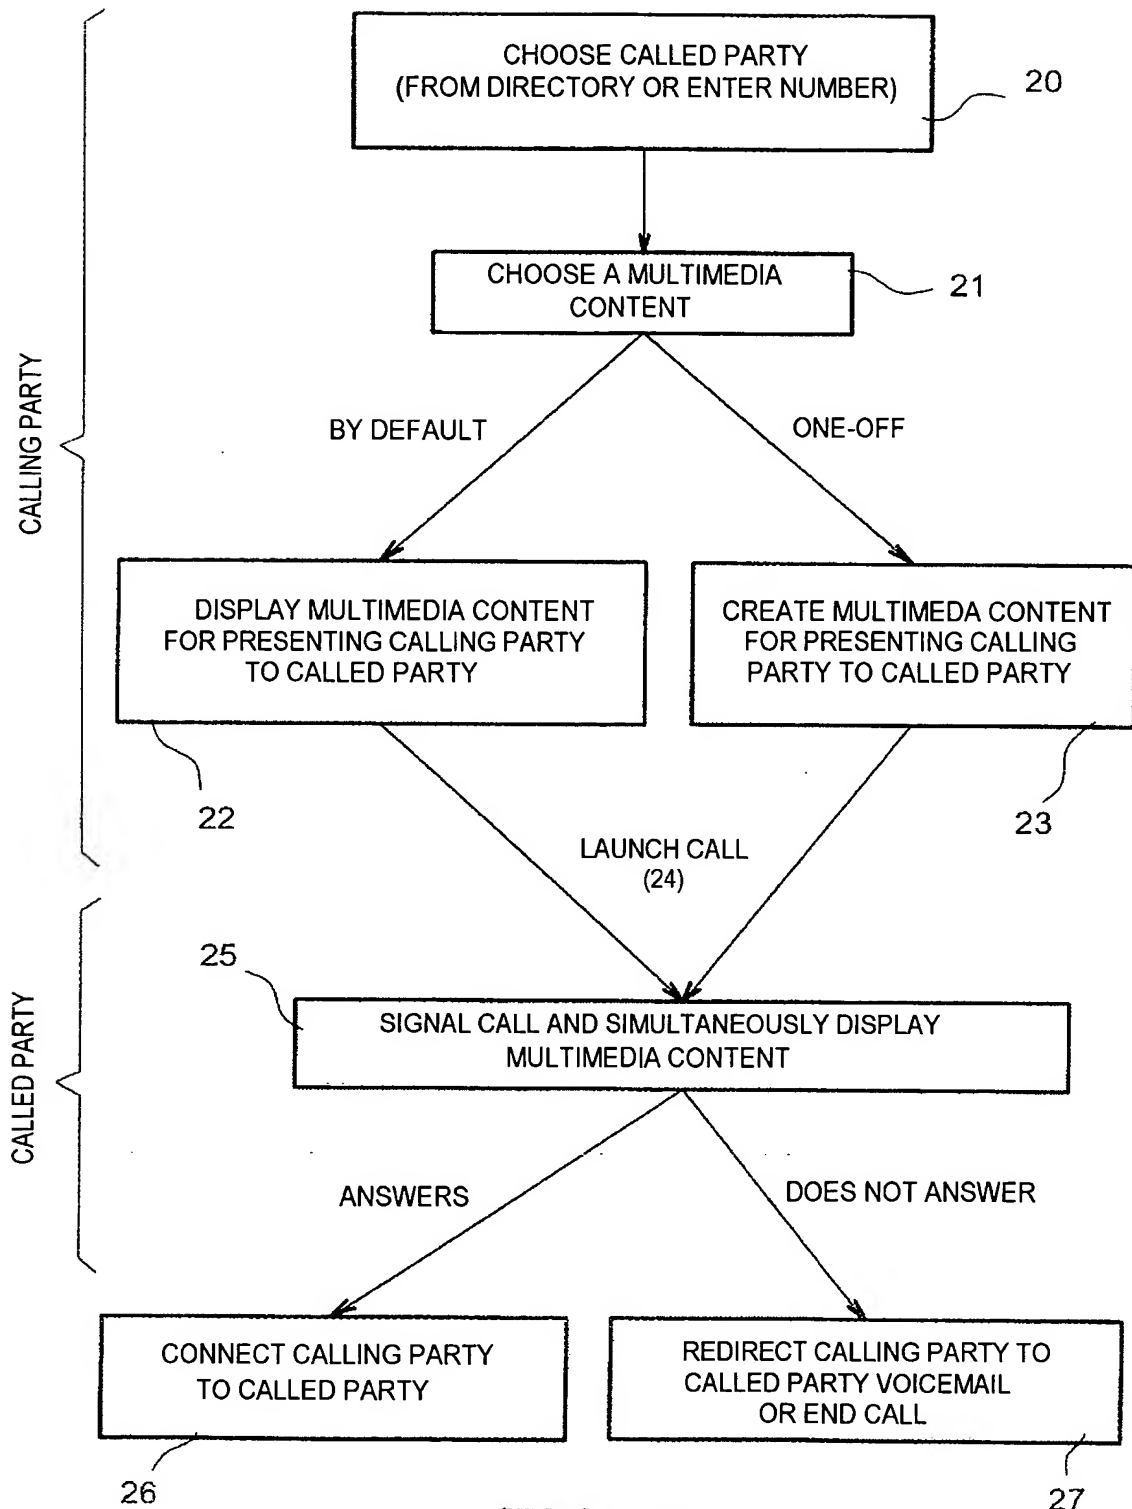 CHOOSE CALLED PARTY
(FROM DIRECTORY OR ENTER NUMBER)
20
CHOOSE A MULTIMEDIA
CONTENT
21
CALLING PARTY
BY DEFAULT
ONE-OFF
DISPLAY MULTIMEDIA CONTENT
FOR PRESENTING CALLING PARTY
TO CALLED PARTY
CREATE MULTIMEDA CONTENT
FOR PRESENTING CALLING
PARTY TO CALLED PARTY
22
23
LAUNCH CALL
(24)
25
CALLED PARTY
SIGNAL CALL AND SIMULTANEOUSLY DISPLAY
MULTIMEDIA CONTENT
ANSWERS
DOES NOT ANSWER
CONNECT CALLING PARTY
TO CALLED PARTY
REDIRECT CALLING PARTY TO
CALLED PARTY VOICEMAIL
OR END CALL
26
27